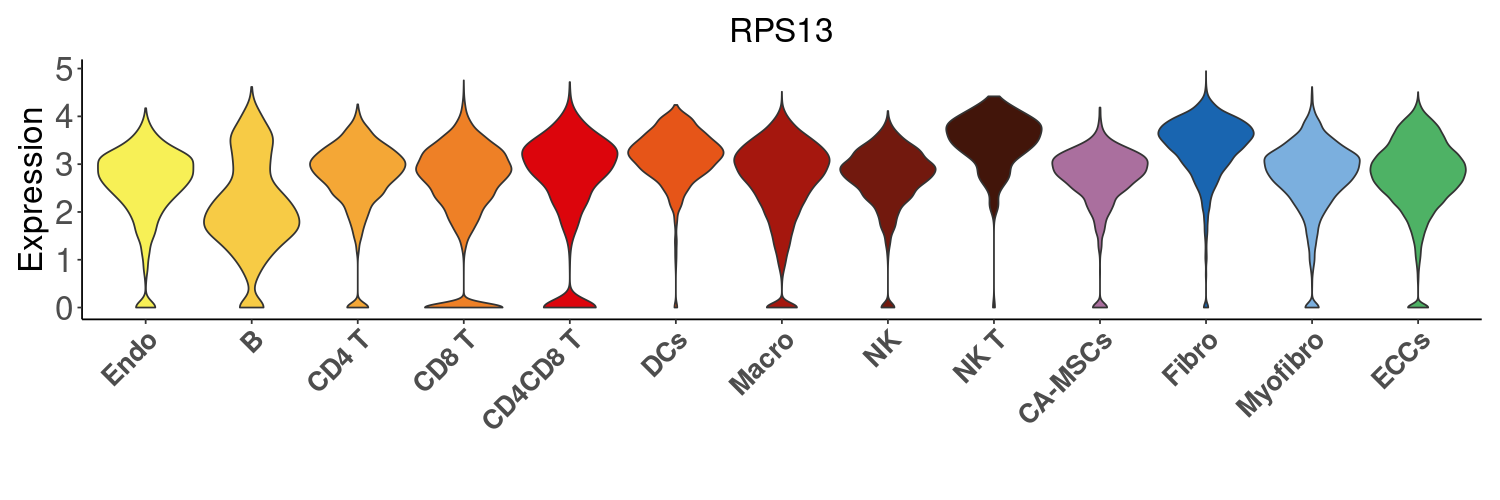 RPS13
Expression
5
4
3
2
1
0
Endo
B
CD4 T
CD8 T
CD4CD8 T
DCs
Macro
NK
NK T
CA-MSCs
Fibro
Myofibro
ECCs